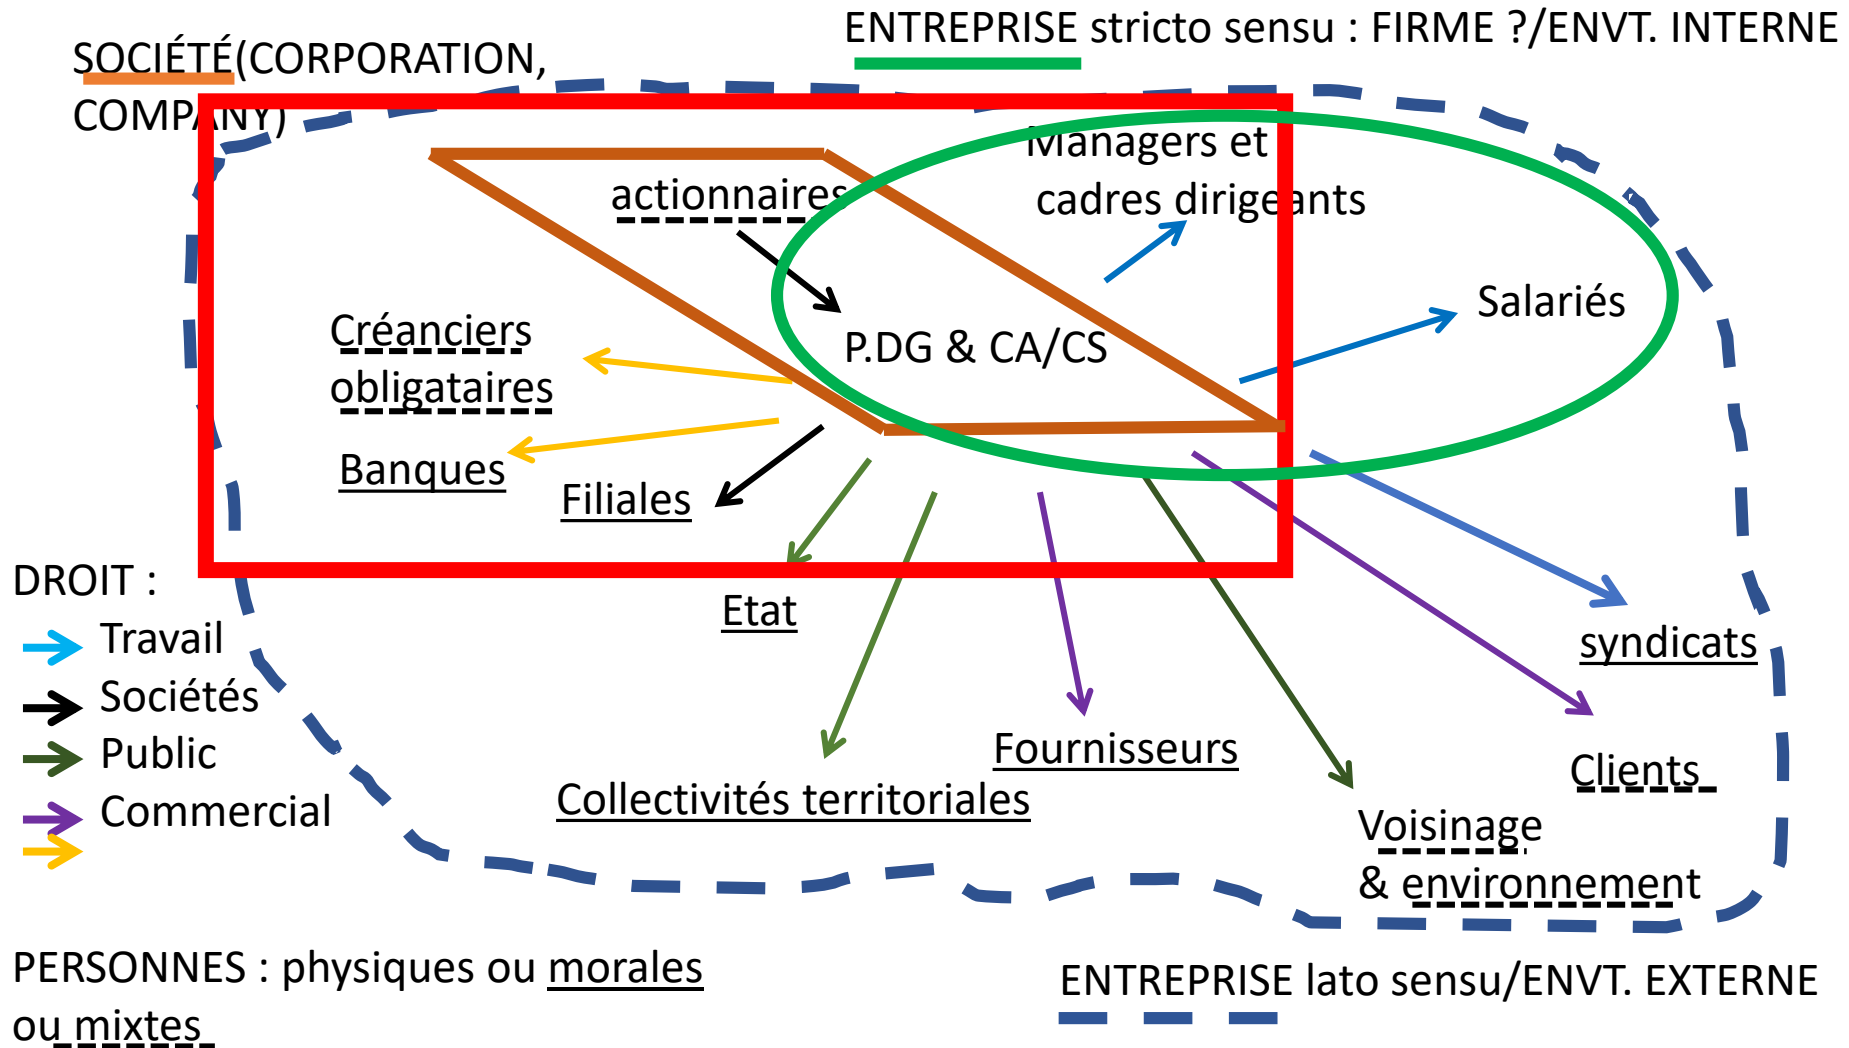 ENTREPRISE stricto sensu : FIRME ?/ENVT. INTERNE
SOCIÉTÉ(CORPORATION,
COMPANY)
Managers et
cadres dirigeants
actionnaires
Salariés
Créanciers
obligataires
P.DG & CA/CS
Banques
Filiales
DROIT :
Travail
Sociétés
Public
Commercial
Etat
syndicats
Fournisseurs
Clients
Collectivités territoriales
Voisinage
& environnement
PERSONNES : physiques ou morales
ou mixtes
ENTREPRISE lato sensu/ENVT. EXTERNE